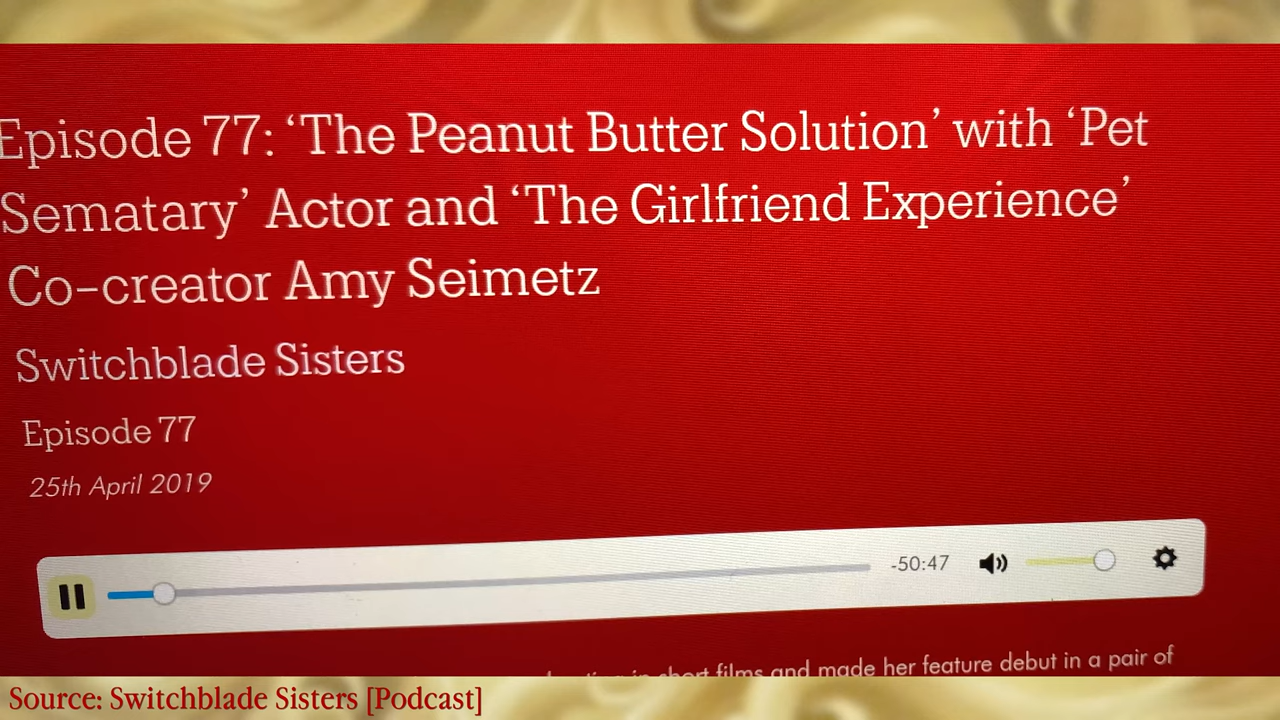 Episode 77: ‘The Peanut Butter Solution’ with ‘Pet
Sematary’ Actor and ‘The Girlfriend Experience’
Co-creator Amy Seimetz
Switchblade Sisters
Episode 77
25th April 2019
-50:47
in short films and made her feature debut in a pair of
Source: Switchblade Sisters [Podcast]